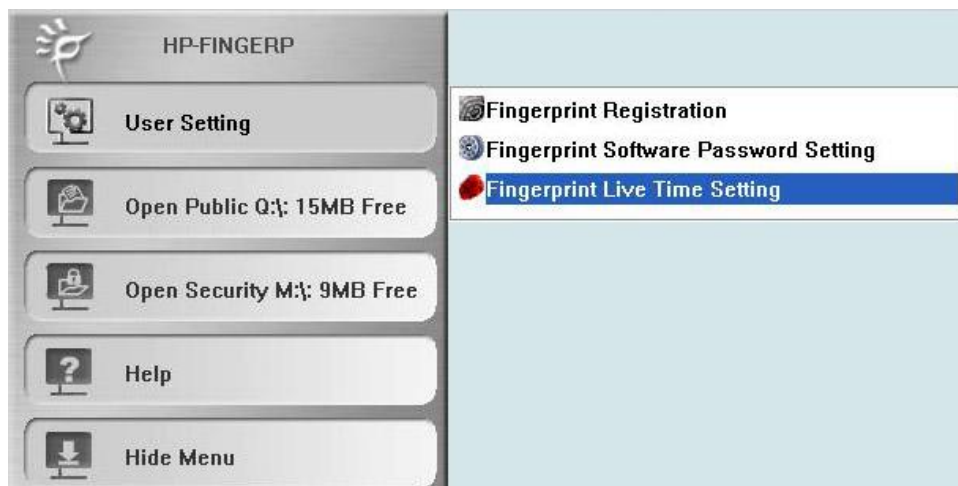 HP-FINGERP
User Setting
Fingerprint Registration
Fingerprint Software Password Setting
Fingerprint Live Time Setting
Open Public Q:\: 15MB Free
Open Security M:\: 9MB Free
Help
Hide Menu